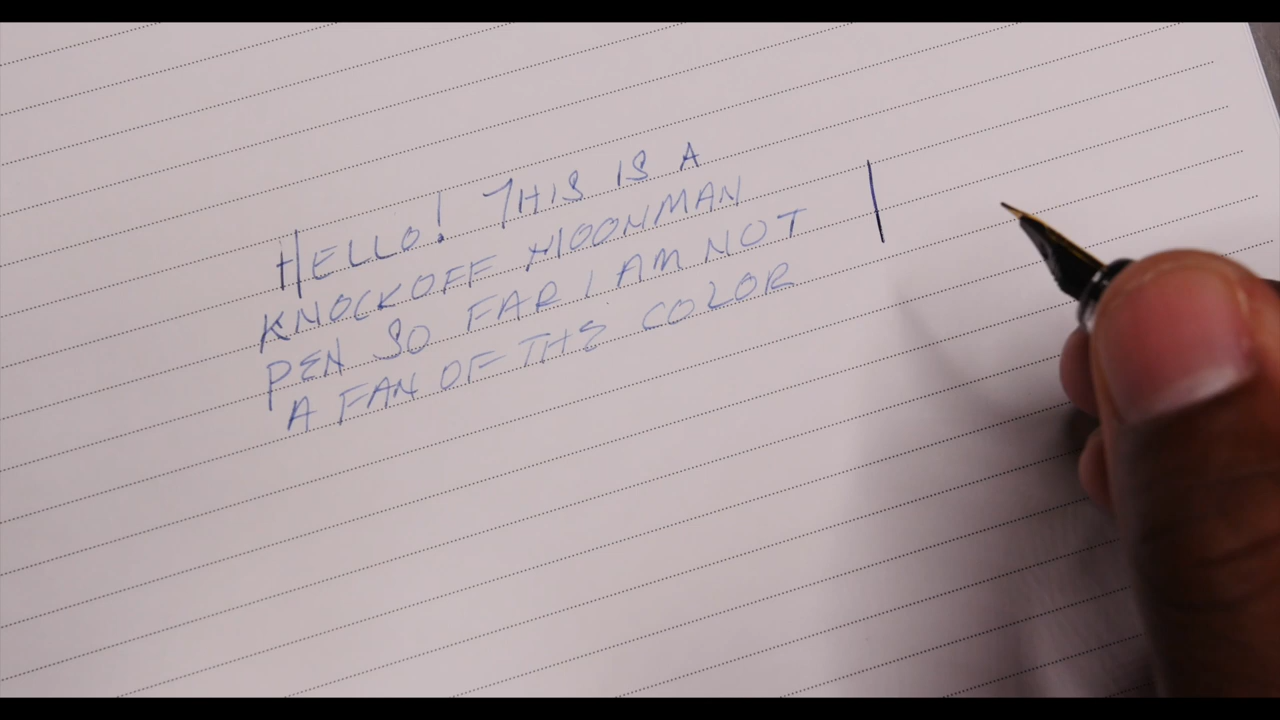 HELLO! THIS IS A
KNOCKOFF MOONMAN
PEN SO FAR I AM NOT
A FAN OF THE COLOR